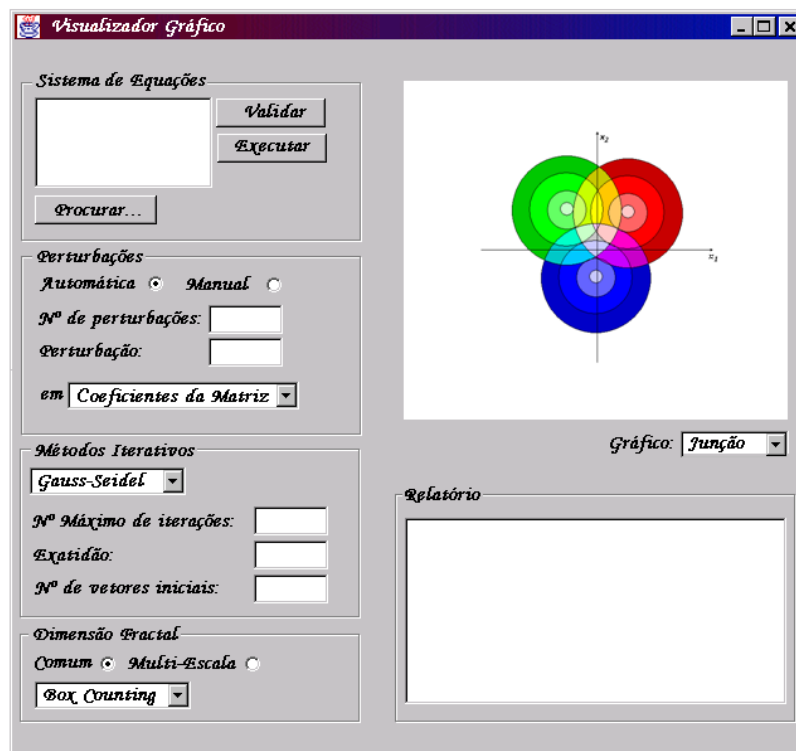 Visualizador Gráfico
Sistema de Equações
Validar
Executar
Procurar...
Perturbações
Automática Manual
Nº de perturbações:
Perturbação:
em Coeficientes da Matriz
Métodos Iterativos
Gauss-Seidel
Nº Máximo de iterações:
Exatidão:
Nº de vetores iniciais:
Dimensão Fractal
Comum Multi-Escala
Box Counting
x₂
x₁
Gráfico: Junção
Relatório